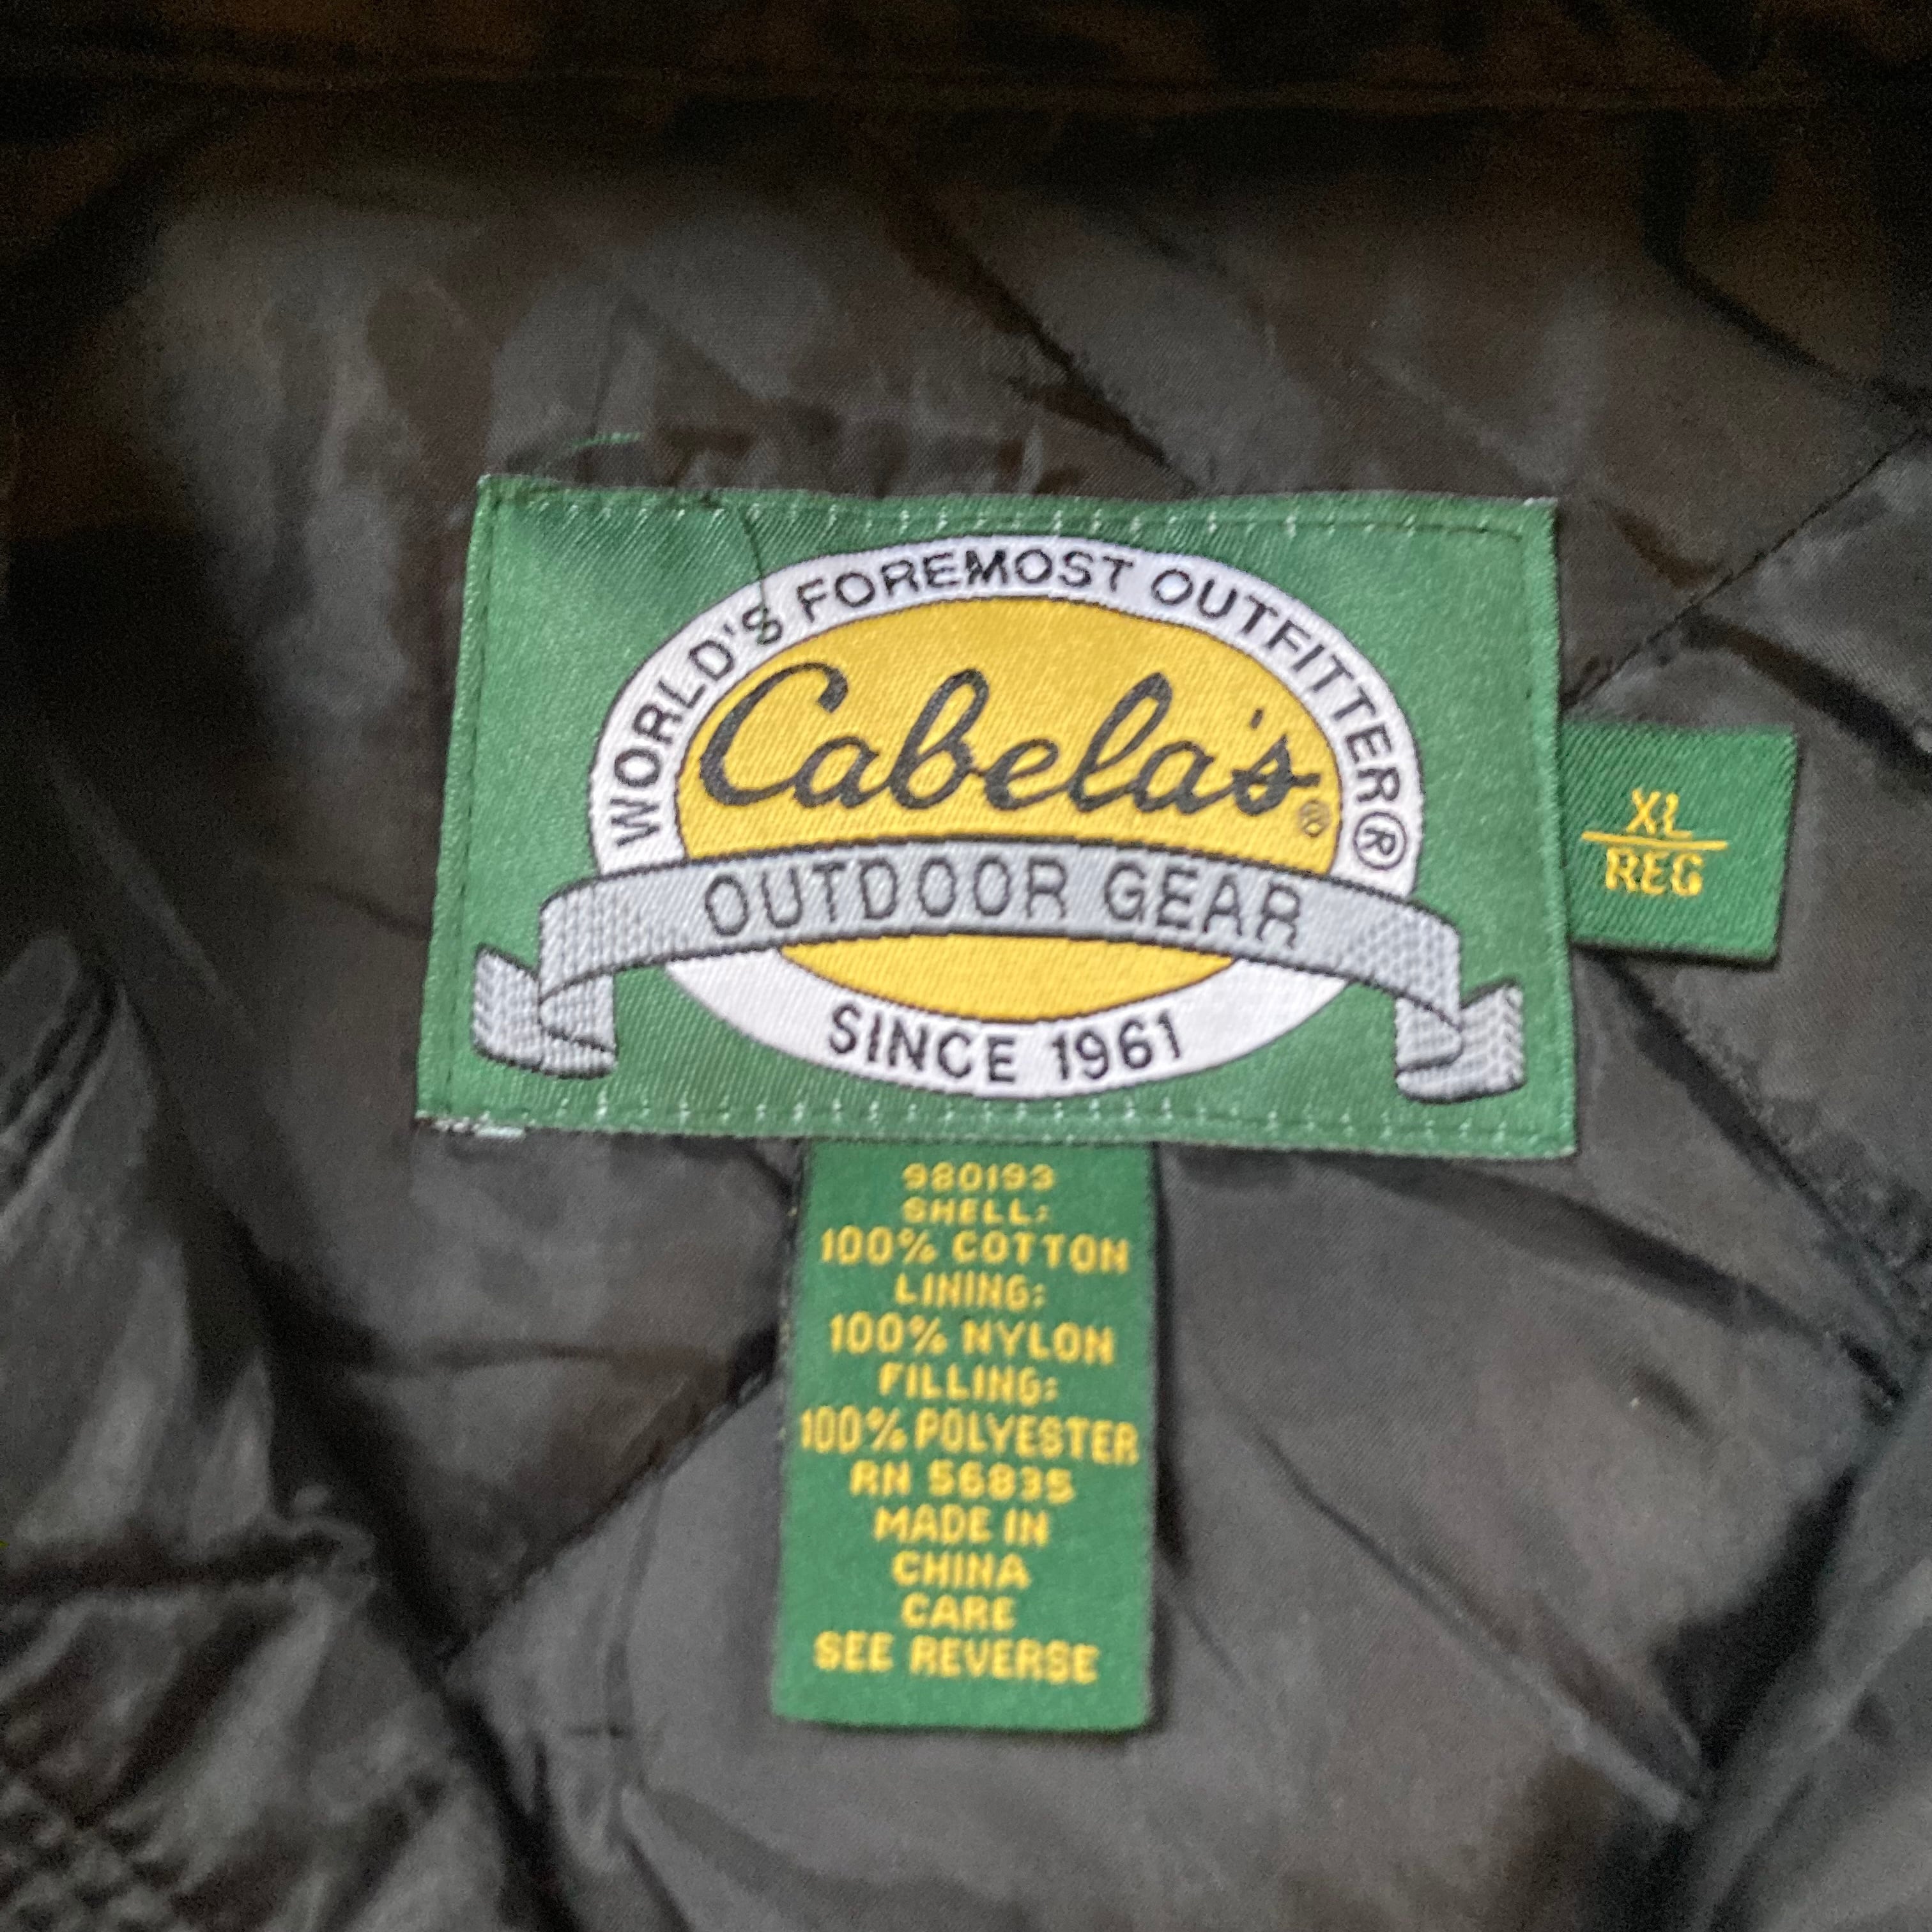 WORLD'S FOREMOST OUTFITTER®
Cabela's®
OUTDOOR GEAR
SINCE 1961
XL
REG
980193
SHELL:
100% COTTON
LINING:
100% NYLON
FILLING:
100% POLYESTER
RN 56835
MADE IN
CHINA
CARE
SEE REVERSE